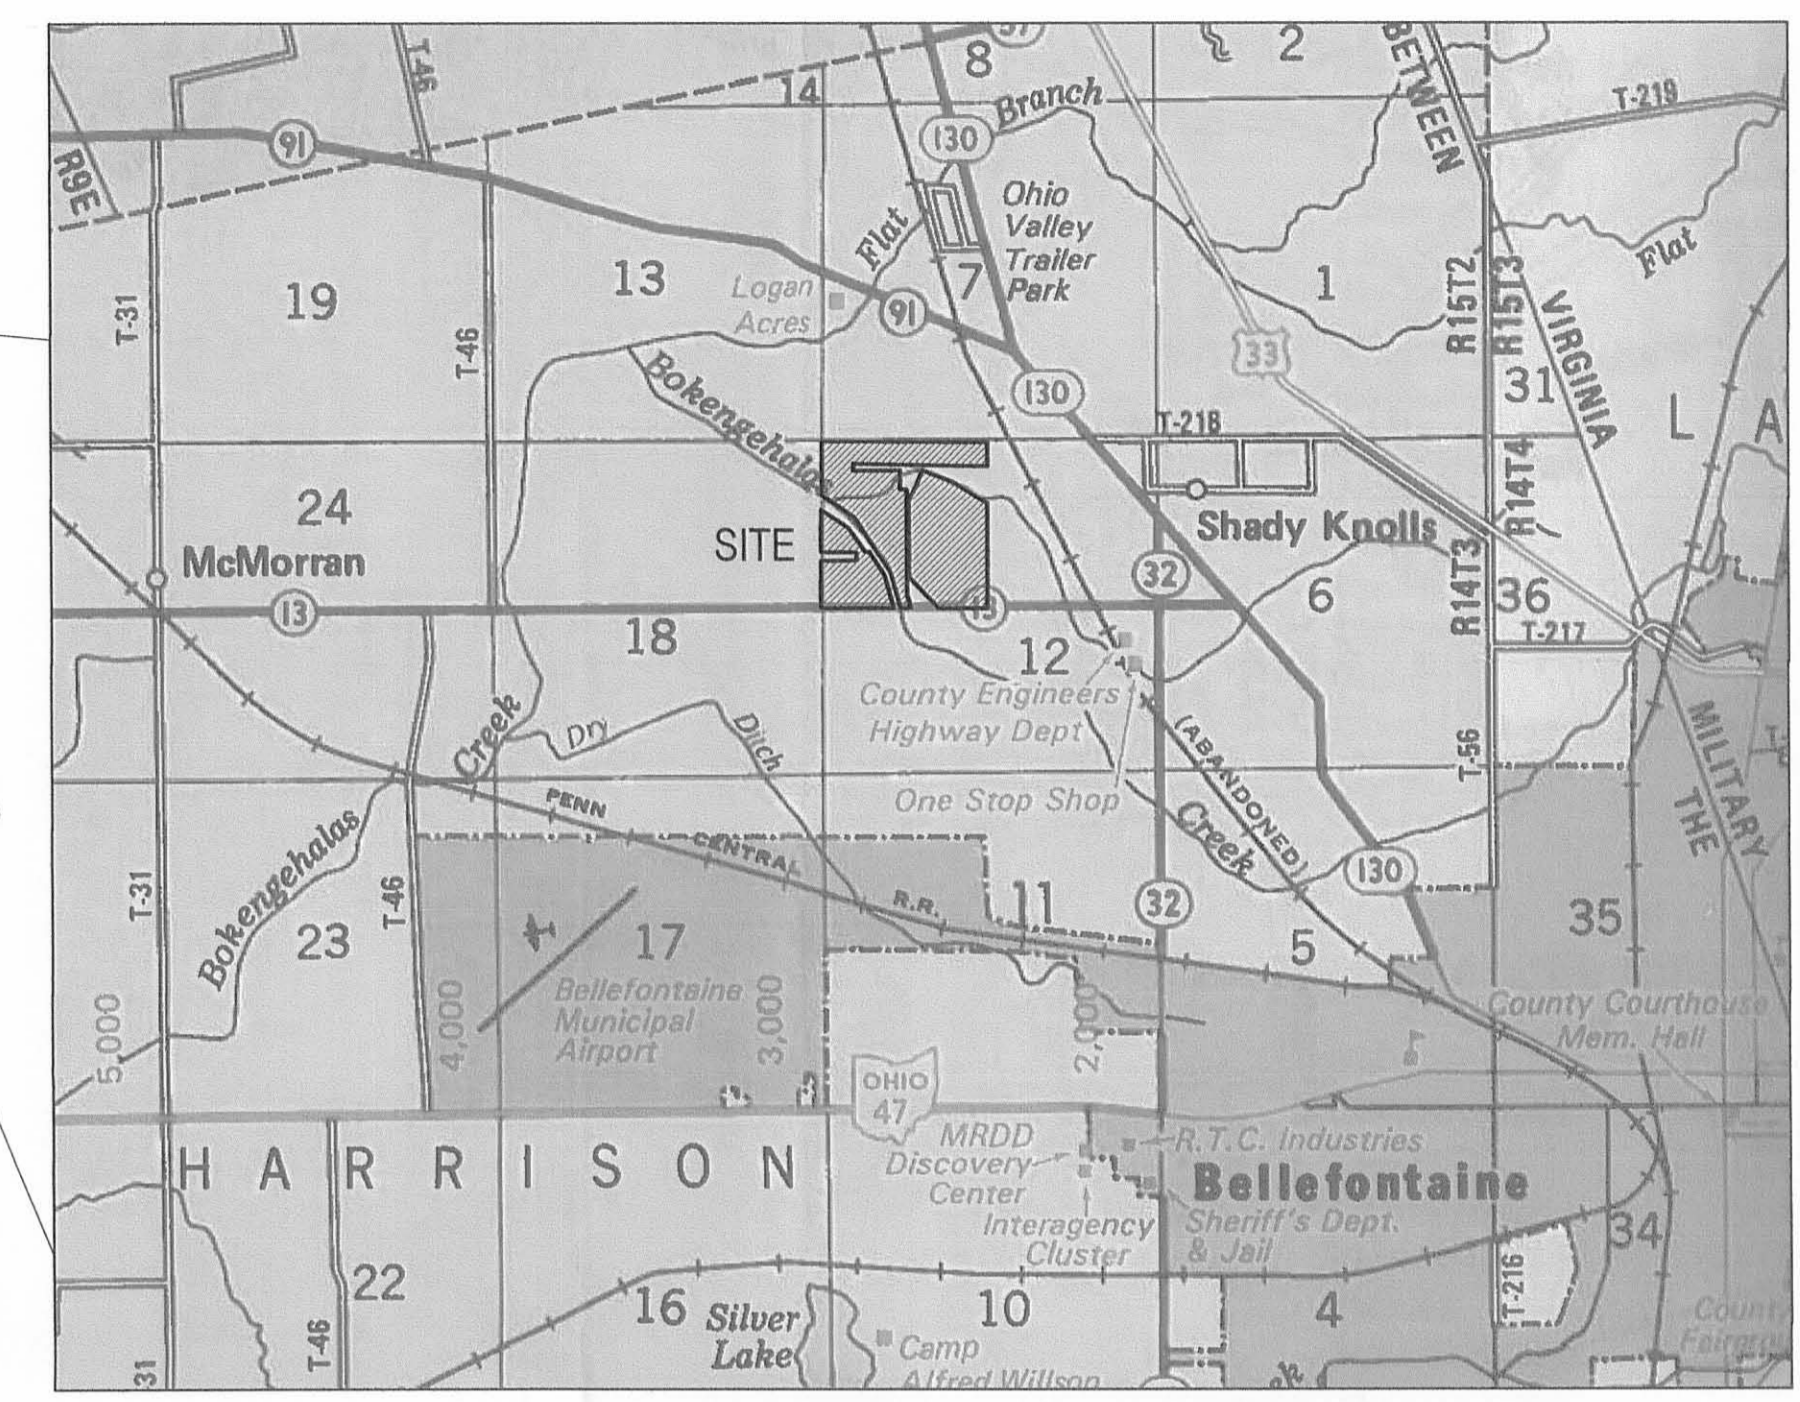 37
8
2
T-46
14
BETWEEN
T-219
Branch
130
91
R9E
Ohio
Valley
Trailer
Park
Flat
7
Flat
13
19
Logan
Acres
1
R15T2
R15T3
VIRGINIA
T-31
T-46
91
33
31
130
Bokengehalas
T-218
L A
R14T4
24
SITE
Shady Knolls
McMorran
32
6
R14T3
36
13
13
18
12
T-217
County Engineers
Highway Dept
Creek
Dry
Ditch
(ABANDONED)
T-56
MILITARY
THE
One Stop Shop
PENN
CENTRAL
R.R.
Creek
Bokengehalas
130
T-31
T-46
32
11
23
17
5
35
Bellefontaine
Municipal
Airport
5,000
4,000
3,000
2,000
County Courthouse
Mem. Hall
OHIO
47
MRDD
Discovery
Center
R.T.C. Industries
HARRISON
Bellefontaine
Interagency
Cluster
Sheriff's Dept.
& Jail
34
22
16
Silver
Lake
10
4
T-216
T-46
Camp
Alfred Willson
County
31